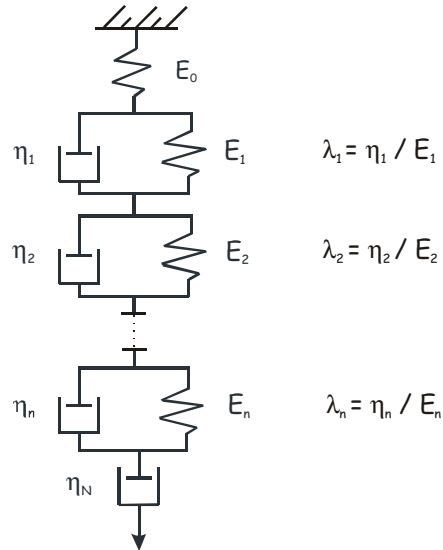 E₀
η₁ E₁ λ₁ = η₁ / E₁
η₂ E₂ λ₂ = η₂ / E₂
ηₙ Eₙ λₙ = ηₙ / Eₙ
η_N